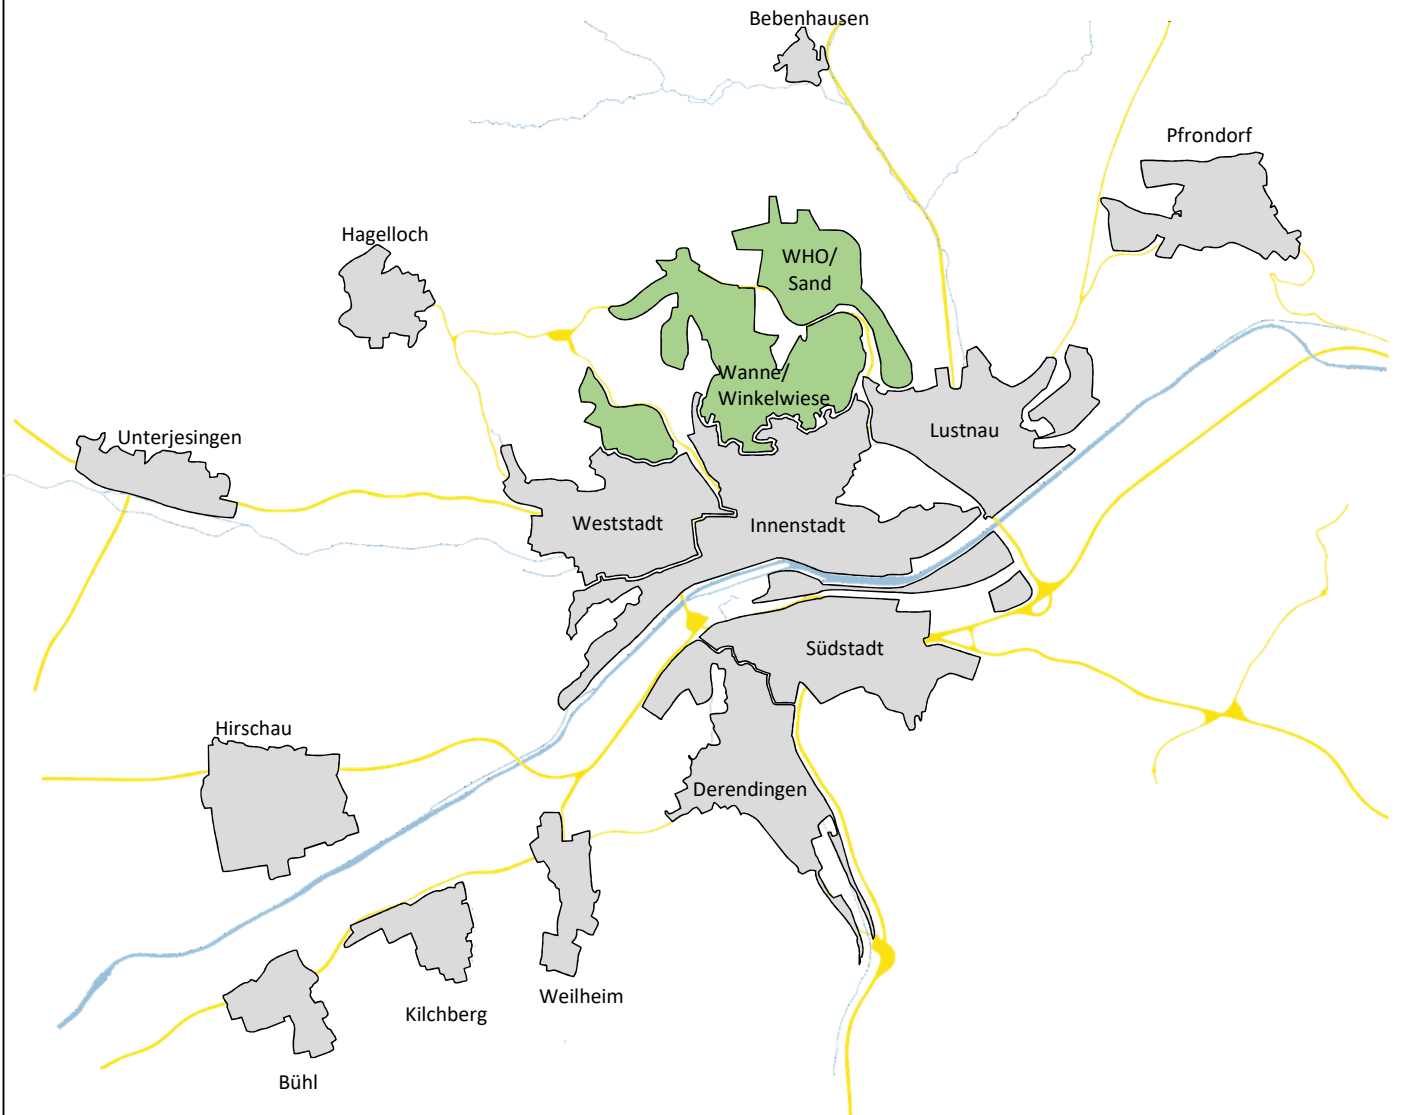 Bebenhausen
Pfrondorf
Hagelloch
WHO/
Sand
Wanne/
Winkelwiese
Unterjesingen
Lustnau
Weststadt
Innenstadt
Südstadt
Hirschau
Derendingen
Weilheim
Kilchberg
Bühl